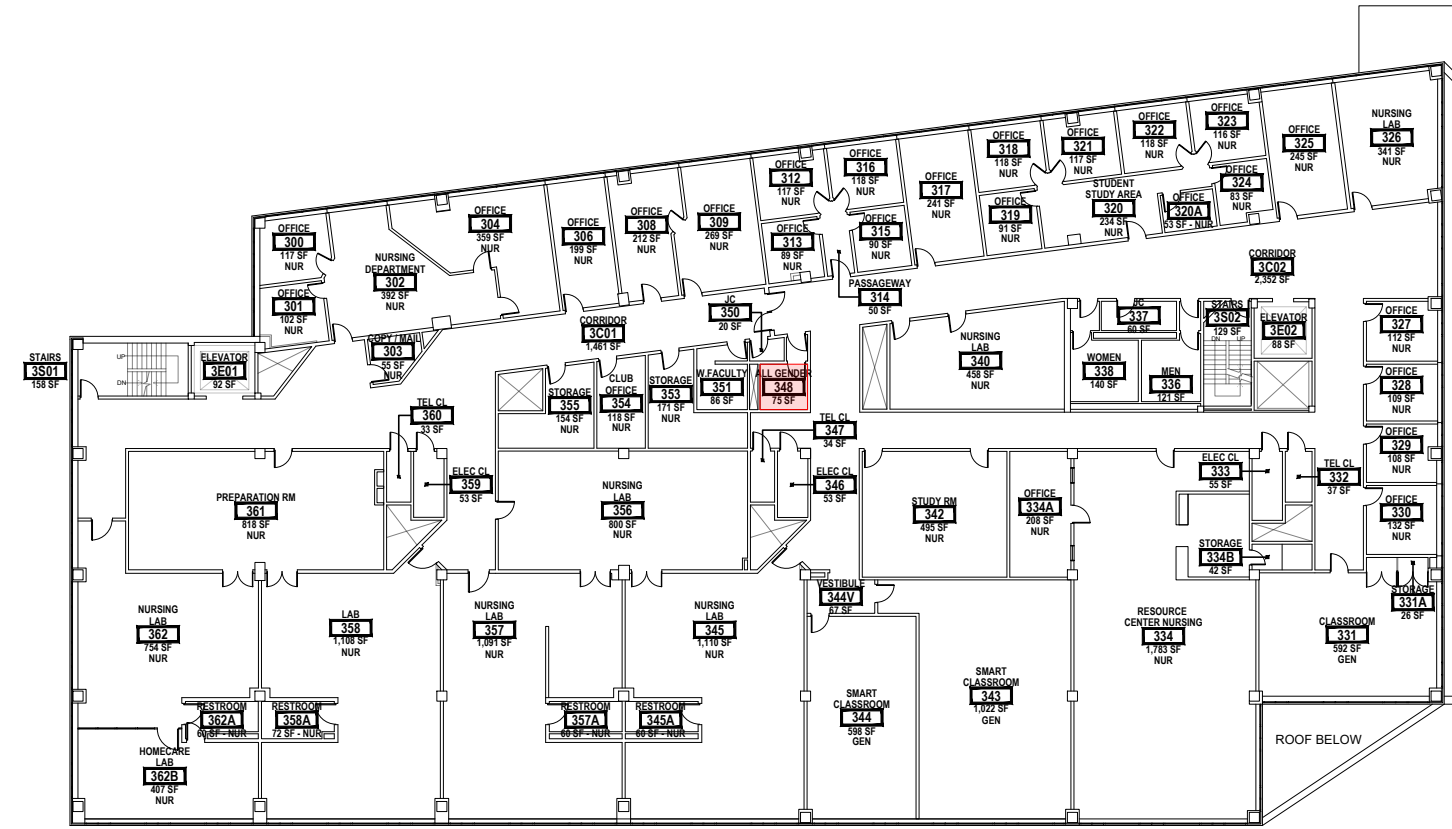 OFFICE
300
117 SF
NUR
OFFICE
301
102 SF
NUR
NURSING
DEPARTMENT
302
392 SF
NUR
COPY / MAIL
303
55 SF
NUR
OFFICE
304
359 SF
NUR
OFFICE
306
199 SF
NUR
OFFICE
308
212 SF
NUR
OFFICE
309
269 SF
NUR
OFFICE
312
117 SF
NUR
OFFICE
313
89 SF
NUR
OFFICE
316
118 SF
NUR
OFFICE
315
90 SF
NUR
PASSAGEWAY
314
50 SF
OFFICE
317
241 SF
NUR
OFFICE
318
118 SF
NUR
OFFICE
319
91 SF
NUR
OFFICE
321
117 SF
NUR
STUDENT
STUDY AREA
320
234 SF
NUR
OFFICE
320A
53 SF - NUR
OFFICE
322
118 SF
NUR
OFFICE
323
116 SF
NUR
OFFICE
324
83 SF
NUR
OFFICE
325
245 SF
NUR
NURSING
LAB
326
341 SF
NUR
CORRIDOR
3C02
2,352 SF
STAIRS
3S01
158 SF
UP
DN
ELEVATOR
3E01
92 SF
CORRIDOR
3C01
1,461 SF
JC
350
20 SF
STORAGE
355
154 SF
NUR
CLUB
OFFICE
354
118 SF
NUR
STORAGE
353
171 SF
NUR
W.FACULTY
351
86 SF
ALL GENDER
348
75 SF
NURSING
LAB
340
458 SF
NUR
JC
337
60 SF
WOMEN
338
140 SF
MEN
336
121 SF
STAIRS
3S02
129 SF
DN
UP
ELEVATOR
3E02
88 SF
OFFICE
327
112 SF
NUR
OFFICE
328
109 SF
NUR
OFFICE
329
108 SF
NUR
OFFICE
330
132 SF
NUR
TEL CL
360
33 SF
ELEC CL
359
53 SF
TEL CL
347
34 SF
ELEC CL
346
53 SF
PREPARATION RM
361
818 SF
NUR
NURSING
LAB
356
800 SF
NUR
STUDY RM
342
495 SF
NUR
OFFICE
334A
208 SF
NUR
ELEC CL
333
55 SF
TEL CL
332
37 SF
STORAGE
334B
42 SF
STORAGE
331A
26 SF
NURSING
LAB
362
754 SF
NUR
LAB
358
1,108 SF
NUR
NURSING
LAB
357
1,091 SF
NUR
NURSING
LAB
345
1,110 SF
NUR
VESTIBULE
344V
67 SF
RESOURCE
CENTER NURSING
334
1,783 SF
NUR
CLASSROOM
331
592 SF
GEN
SMART
CLASSROOM
343
1,022 SF
GEN
SMART
CLASSROOM
344
598 SF
GEN
RESTROOM
362A
60 SF - NUR
RESTROOM
358A
72 SF - NUR
RESTROOM
357A
60 SF - NUR
RESTROOM
345A
60 SF - NUR
HOMECARE
LAB
362B
407 SF
NUR
ROOF BELOW